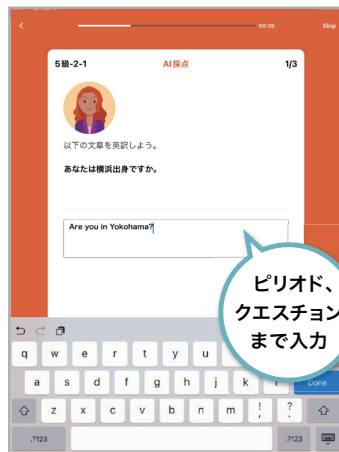 00:36 Skip
5級-2-1 AI採点 1/3
以下の文章を英訳しよう。
あなたは横浜出身ですか。
Are you in Yokohama?
ピリオド、
クエスチョン
まで入力
q w e r t y u
a s d f g h j k l Done
z x c v b n m ! , ? .
.?123 .?123